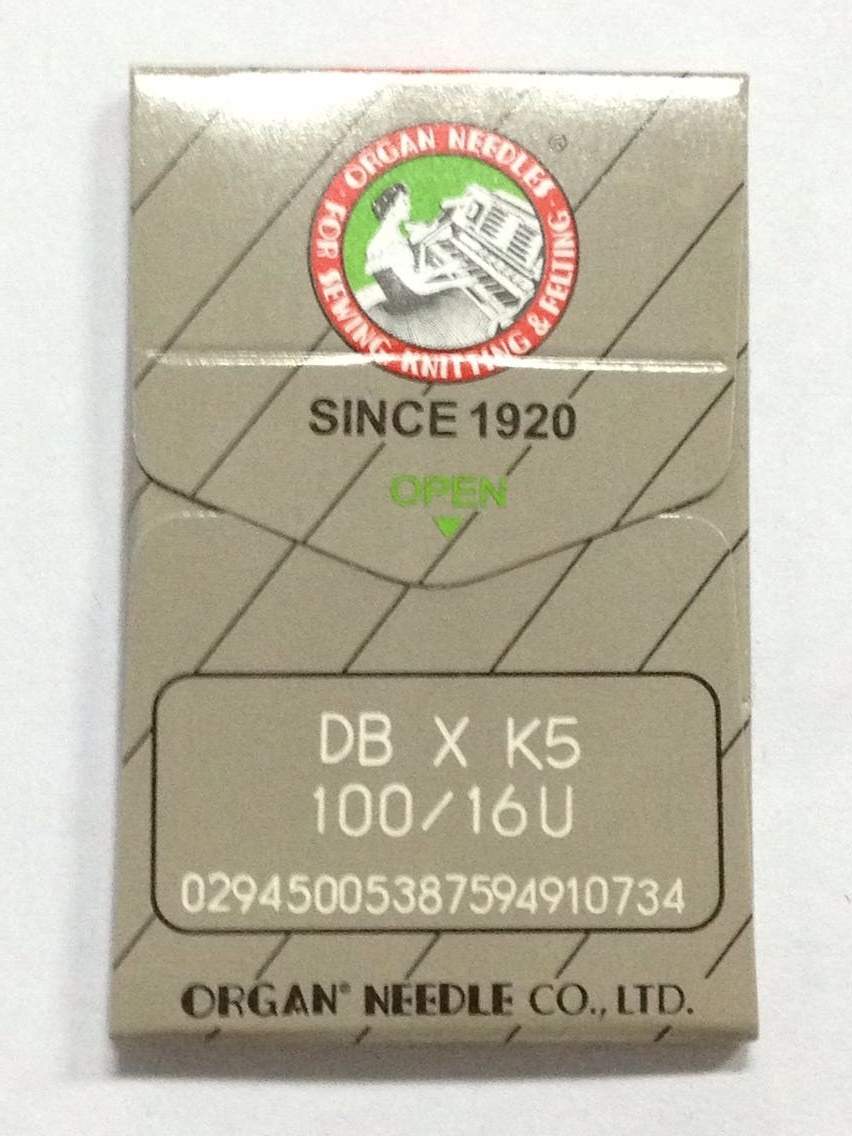 ORGAN NEEDLES
FOR SEWING, KNITTING & FELTING
®
SINCE 1920
OPEN
DB X K5
100/16U
02945005387594910734
ORGAN® NEEDLE CO., LTD.